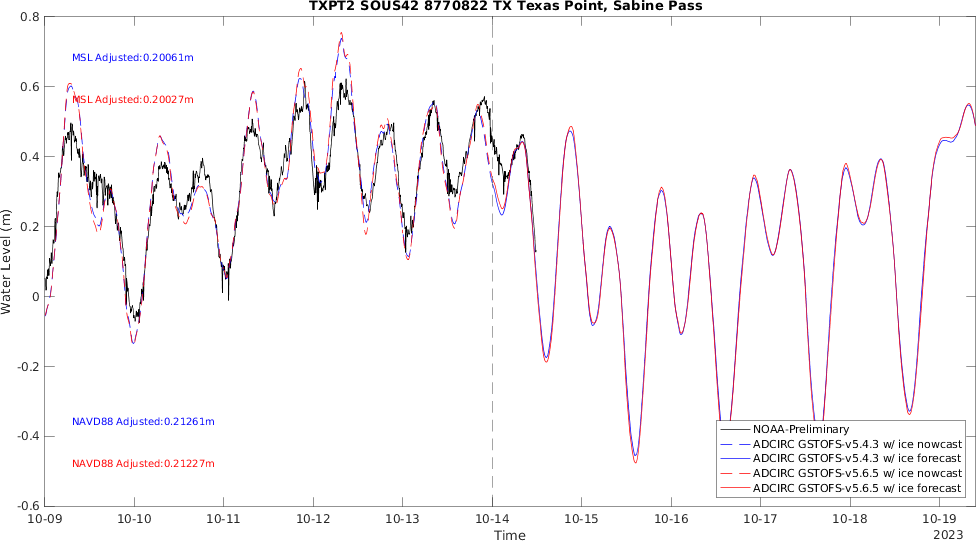 TXPT2 SOUS42 8770822 TX Texas Point, Sabine Pass
0.8
0.6
0.4
0.2
0
-0.2
-0.4
-0.6
Water Level (m)
MSL Adjusted:0.20061m
MSL Adjusted:0.20027m
NAVD88 Adjusted:0.21261m
NAVD88 Adjusted:0.21227m
NOAA-Preliminary
ADCIRC GSTOFS-v5.4.3 w/ ice nowcast
ADCIRC GSTOFS-v5.4.3 w/ ice forecast
ADCIRC GSTOFS-v5.6.5 w/ ice nowcast
ADCIRC GSTOFS-v5.6.5 w/ ice forecast
10-09 10-10 10-11 10-12 10-13 10-14 10-15 10-16 10-17 10-18 10-19
Time
2023